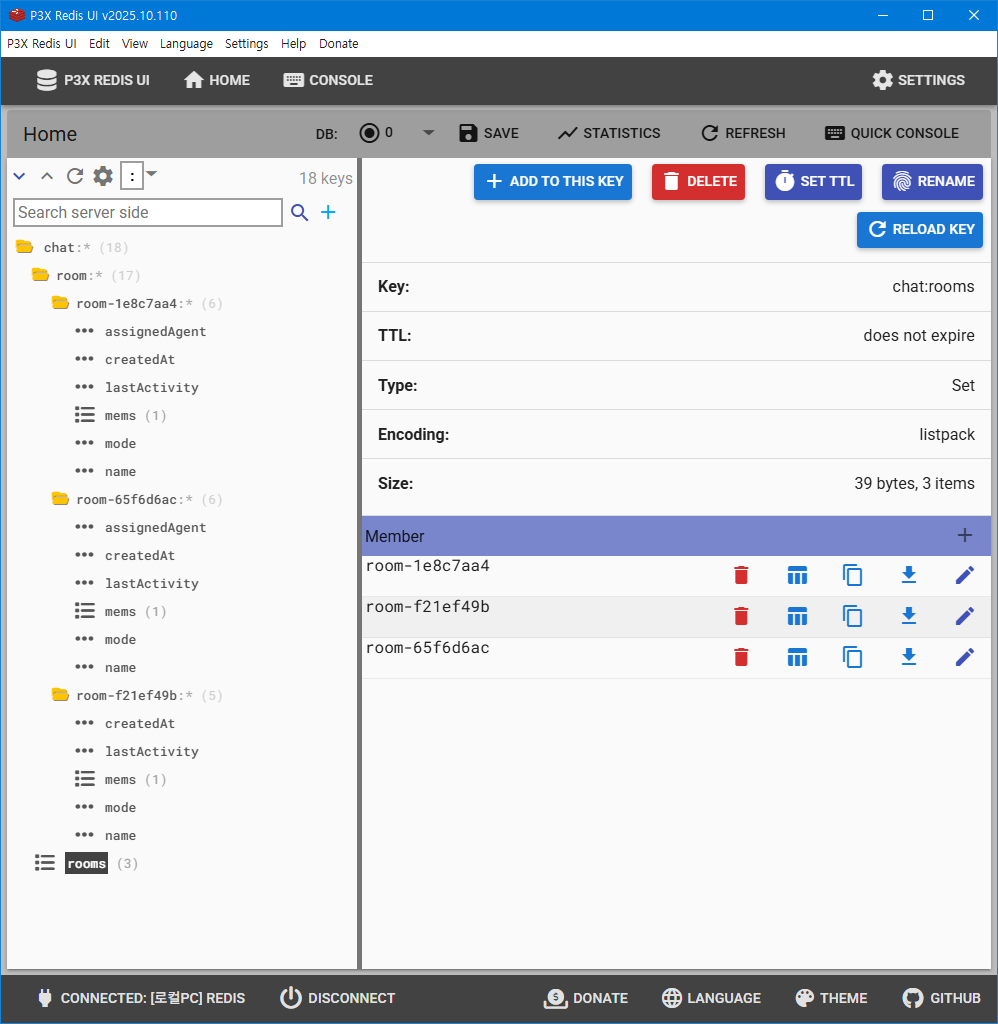 P3X Redis UI v2025.10.110
P3X Redis UI Edit View Language Settings Help Donate
P3X REDIS UI HOME CONSOLE SETTINGS
Home DB: 0 SAVE STATISTICS REFRESH QUICK CONSOLE
: 18 keys
Search server side
chat:* (18)
room:* (17)
room-1e8c7aa4:* (6)
assignedAgent
createdAt
lastActivity
mems (1)
mode
name
room-65f6d6ac:* (6)
assignedAgent
createdAt
lastActivity
mems (1)
mode
name
room-f21ef49b:* (5)
createdAt
lastActivity
mems (1)
mode
name
rooms (3)
ADD TO THIS KEY DELETE SET TTL RENAME
RELOAD KEY
Key: chat:rooms
TTL: does not expire
Type: Set
Encoding: listpack
Size: 39 bytes, 3 items
Member
room-1e8c7aa4
room-f21ef49b
room-65f6d6ac
CONNECTED: [로컬PC] REDIS DISCONNECT DONATE LANGUAGE THEME GITHUB